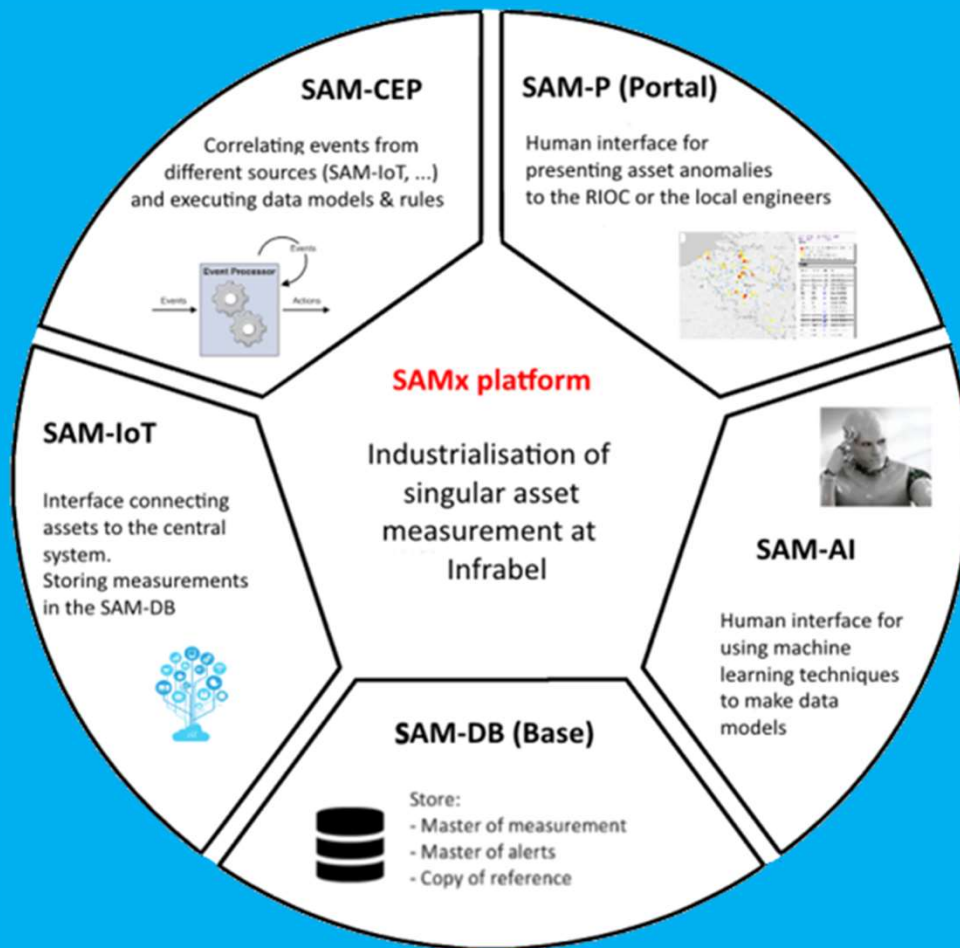 SAM-CEP
Correlating events from
different sources (SAM-IoT, ...)
and executing data models & rules
Events
Event Processor
Events
Actions
SAM-P (Portal)
Human interface for
presenting asset anomalies
to the RIOC or the local engineers
SAMx platform
Industrialisation of
singular asset
measurement at
Infrabel
SAM-IoT
Interface connecting
assets to the central
system.
Storing measurements
in the SAM-DB
SAM-AI
Human interface for
using machine
learning techniques
to make data
models
SAM-DB (Base)
Store:
- Master of measurement
- Master of alerts
- Copy of reference